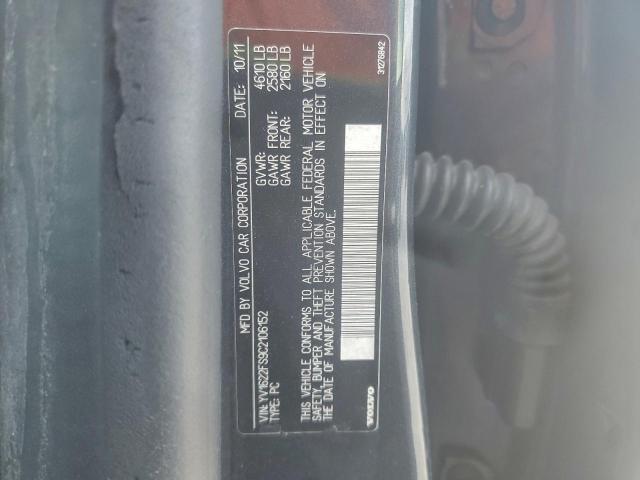 MFD BY VOLVO CAR CORPORATION DATE: 10/11
VIN: YV1622FS9C2106152 GVWR: 4610 LB
TYPE: PC GAWR FRONT: 2580 LB
GAWR REAR: 2160 LB
THIS VEHICLE CONFORMS TO ALL APPLICABLE FEDERAL MOTOR VEHICLE
SAFETY, BUMPER AND THEFT PREVENTION STANDARDS IN EFFECT ON
THE DATE OF MANUFACTURE SHOWN ABOVE.
VOLVO 31276842